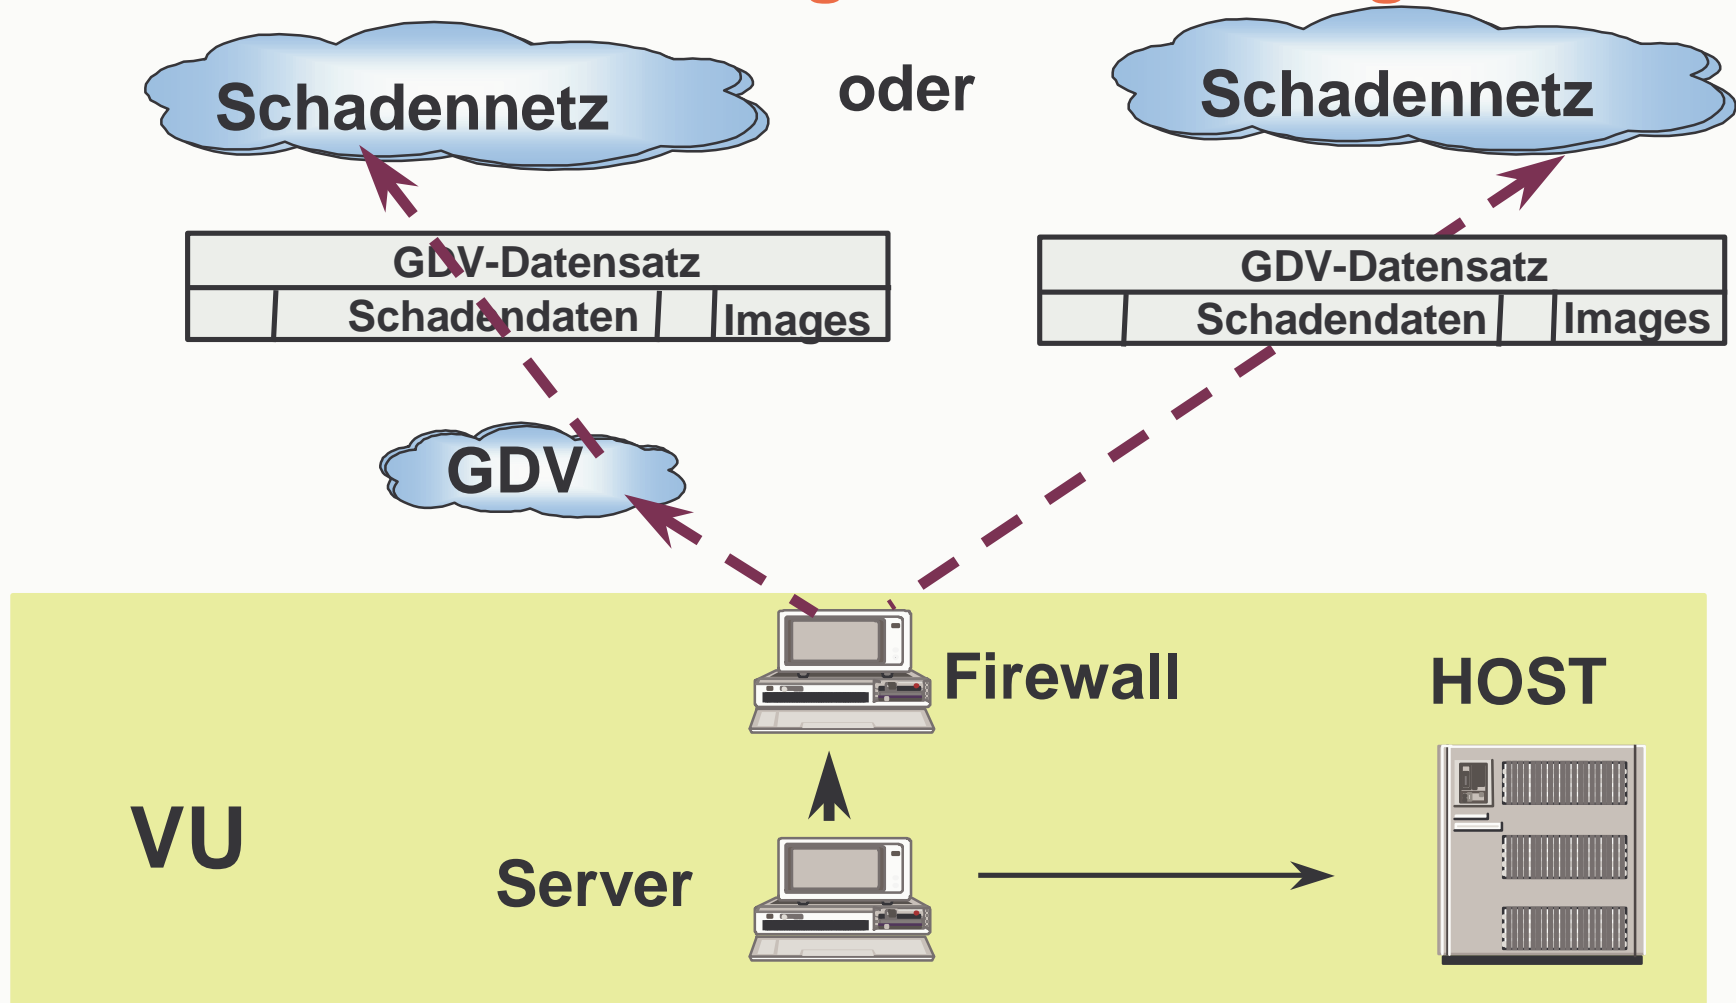 Schadennetz
oder
Schadennetz
GDV-Datensatz
Schadendaten
Images
GDV-Datensatz
Schadendaten
Images
GDV
Firewall
HOST
VU
Server